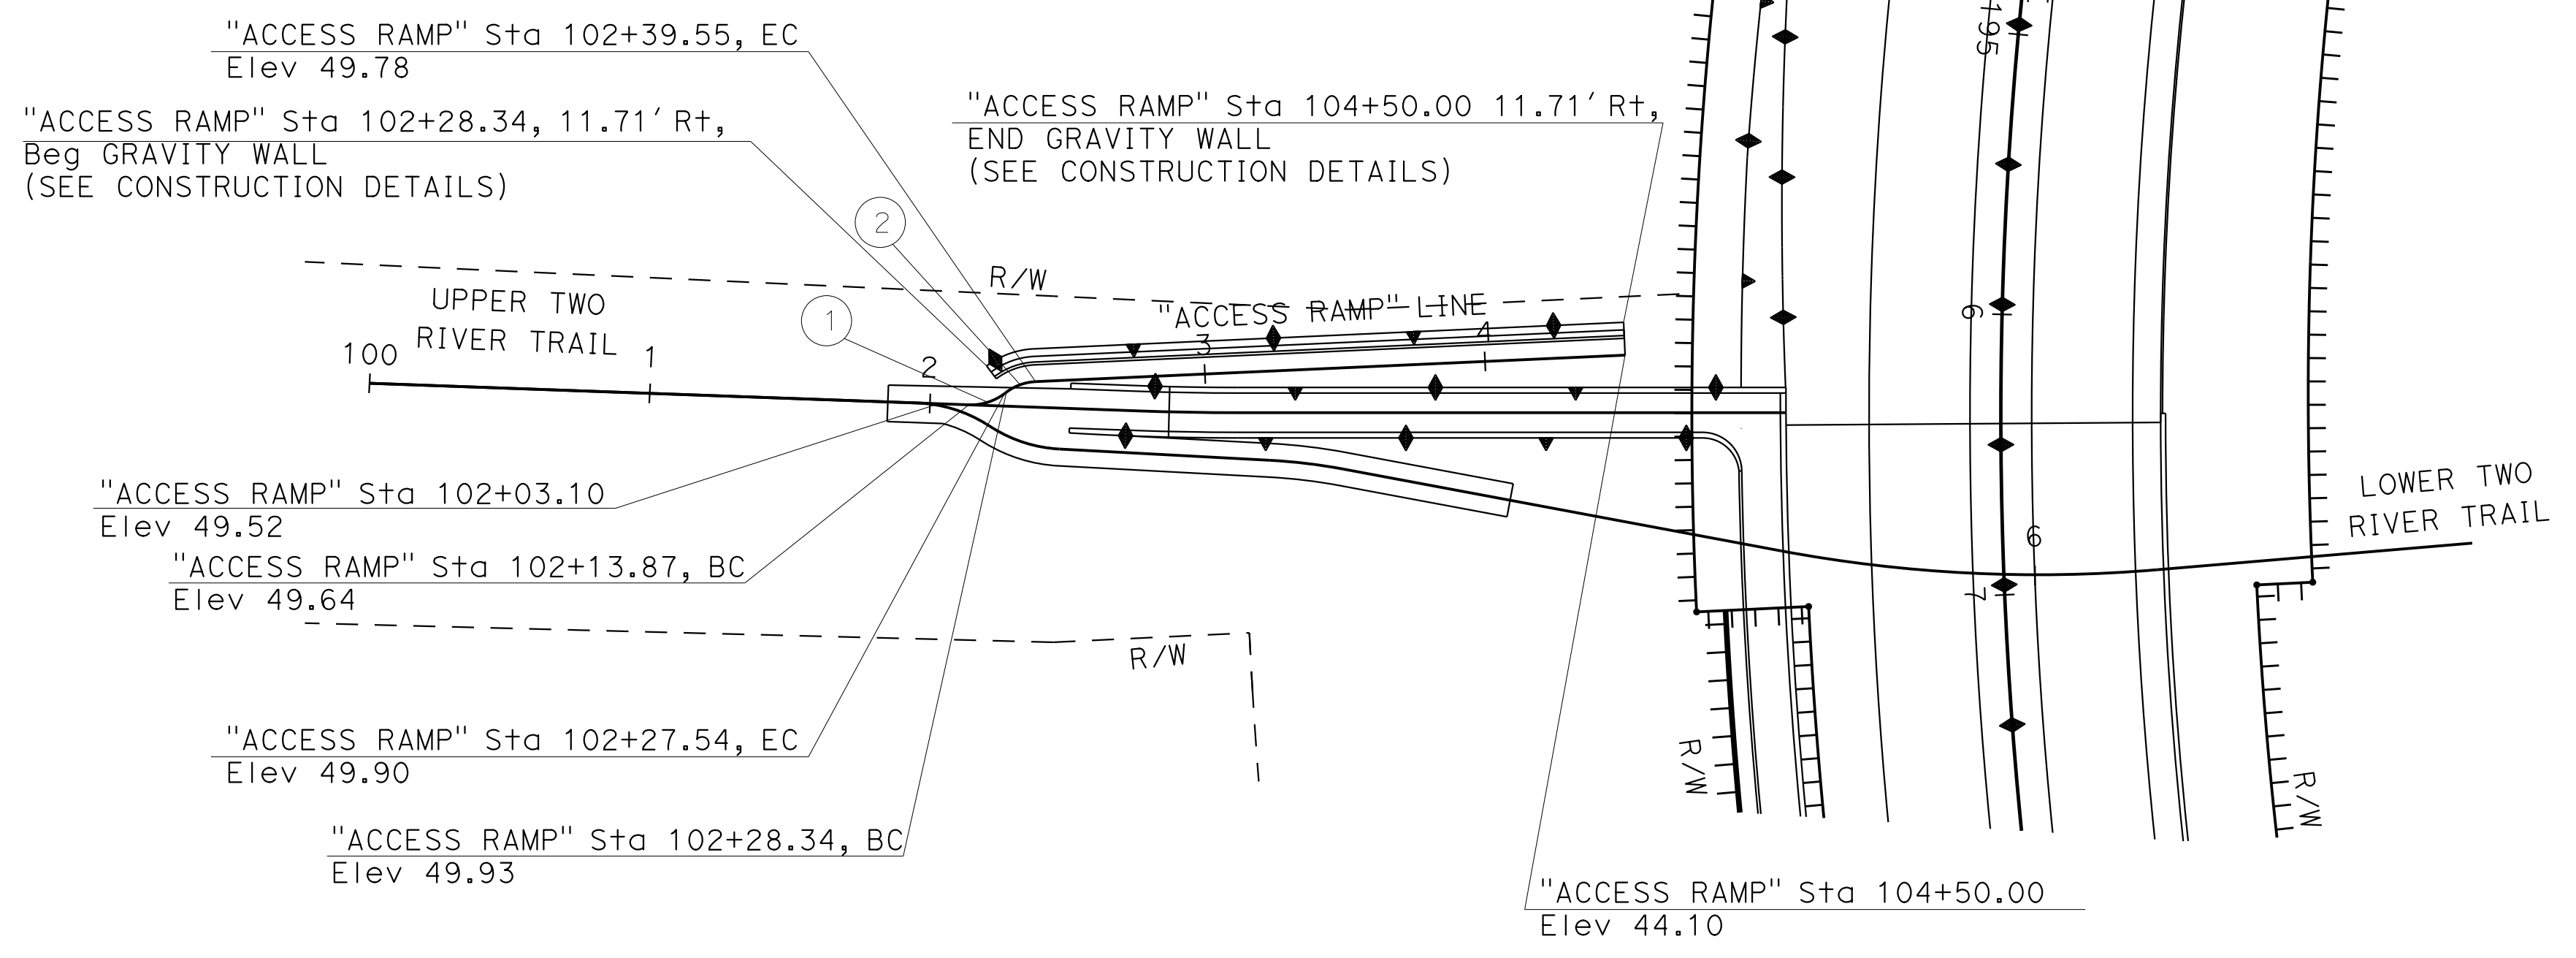 "ACCESS RAMP" Sta 102+39.55, EC
Elev 49.78
"ACCESS RAMP" Sta 102+28.34, 11.71' Rt,
Beg GRAVITY WALL
(SEE CONSTRUCTION DETAILS)
"ACCESS RAMP" Sta 104+50.00 11.71' Rt,
END GRAVITY WALL
(SEE CONSTRUCTION DETAILS)
195
2
R/W
1
UPPER TWO
RIVER TRAIL
"ACCESS RAMP" LINE
100
1
2
3
4
6
"ACCESS RAMP" Sta 102+03.10
Elev 49.52
"ACCESS RAMP" Sta 102+13.87, BC
Elev 49.64
LOWER TWO
RIVER TRAIL
6
7
R/W
"ACCESS RAMP" Sta 102+27.54, EC
Elev 49.90
R/W
R/W
"ACCESS RAMP" Sta 102+28.34, BC
Elev 49.93
"ACCESS RAMP" Sta 104+50.00
Elev 44.10